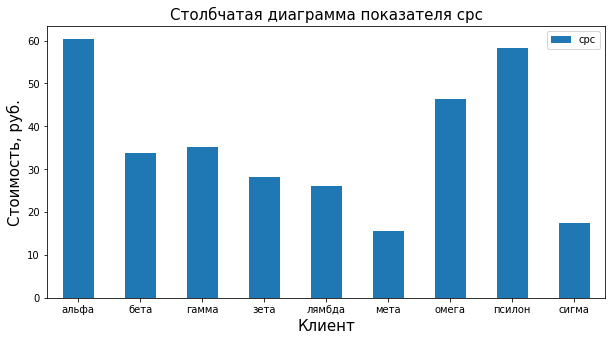 Столбчатая диаграмма показателя cpc
cpc
Стоимость, руб.
60
50
40
30
20
10
0
альфа бета гамма зета лямбда мета омега псилон сигма
Клиент